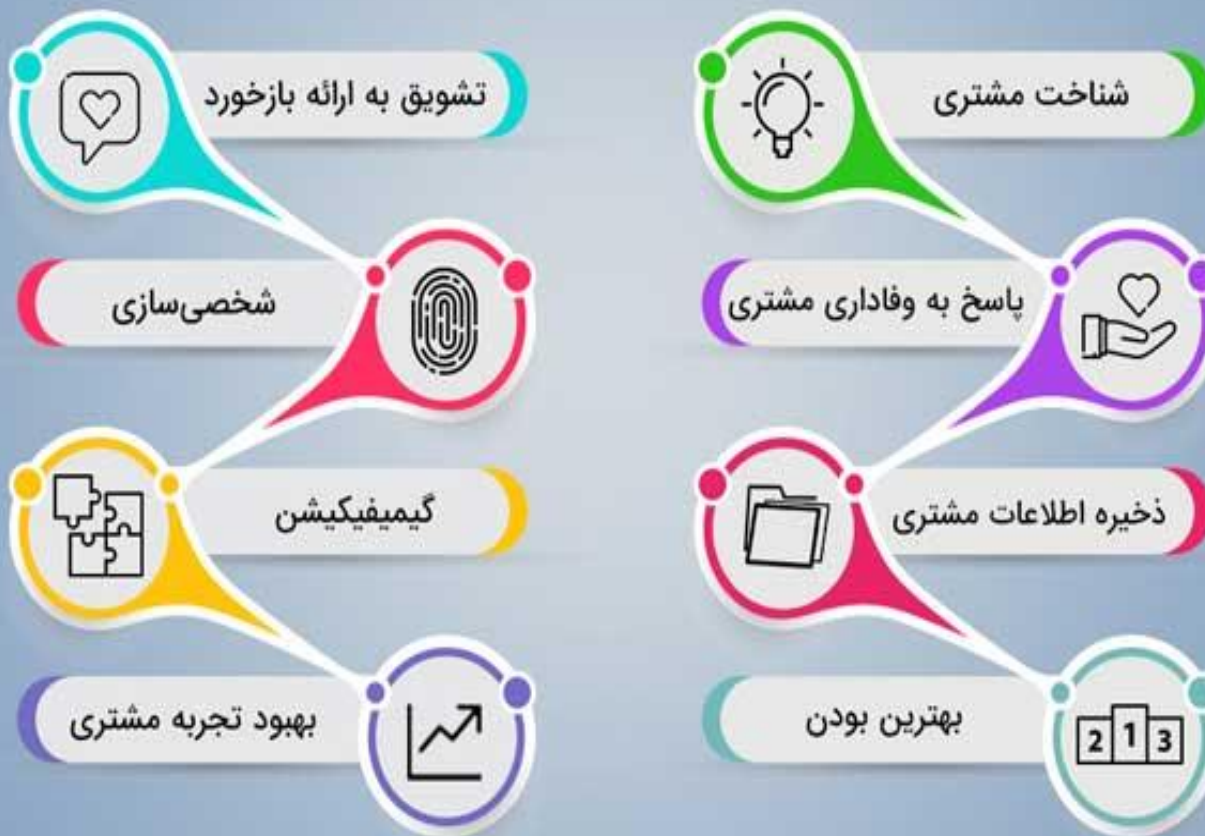 شناخت مشتری
پاسخ به وفاداری مشتری
ذخیره اطلاعات مشتری
بهترین بودن
2 1 3
تشویق به ارائه بازخورد
شخصی‌سازی
گیمیفیکیشن
بهبود تجربه مشتری